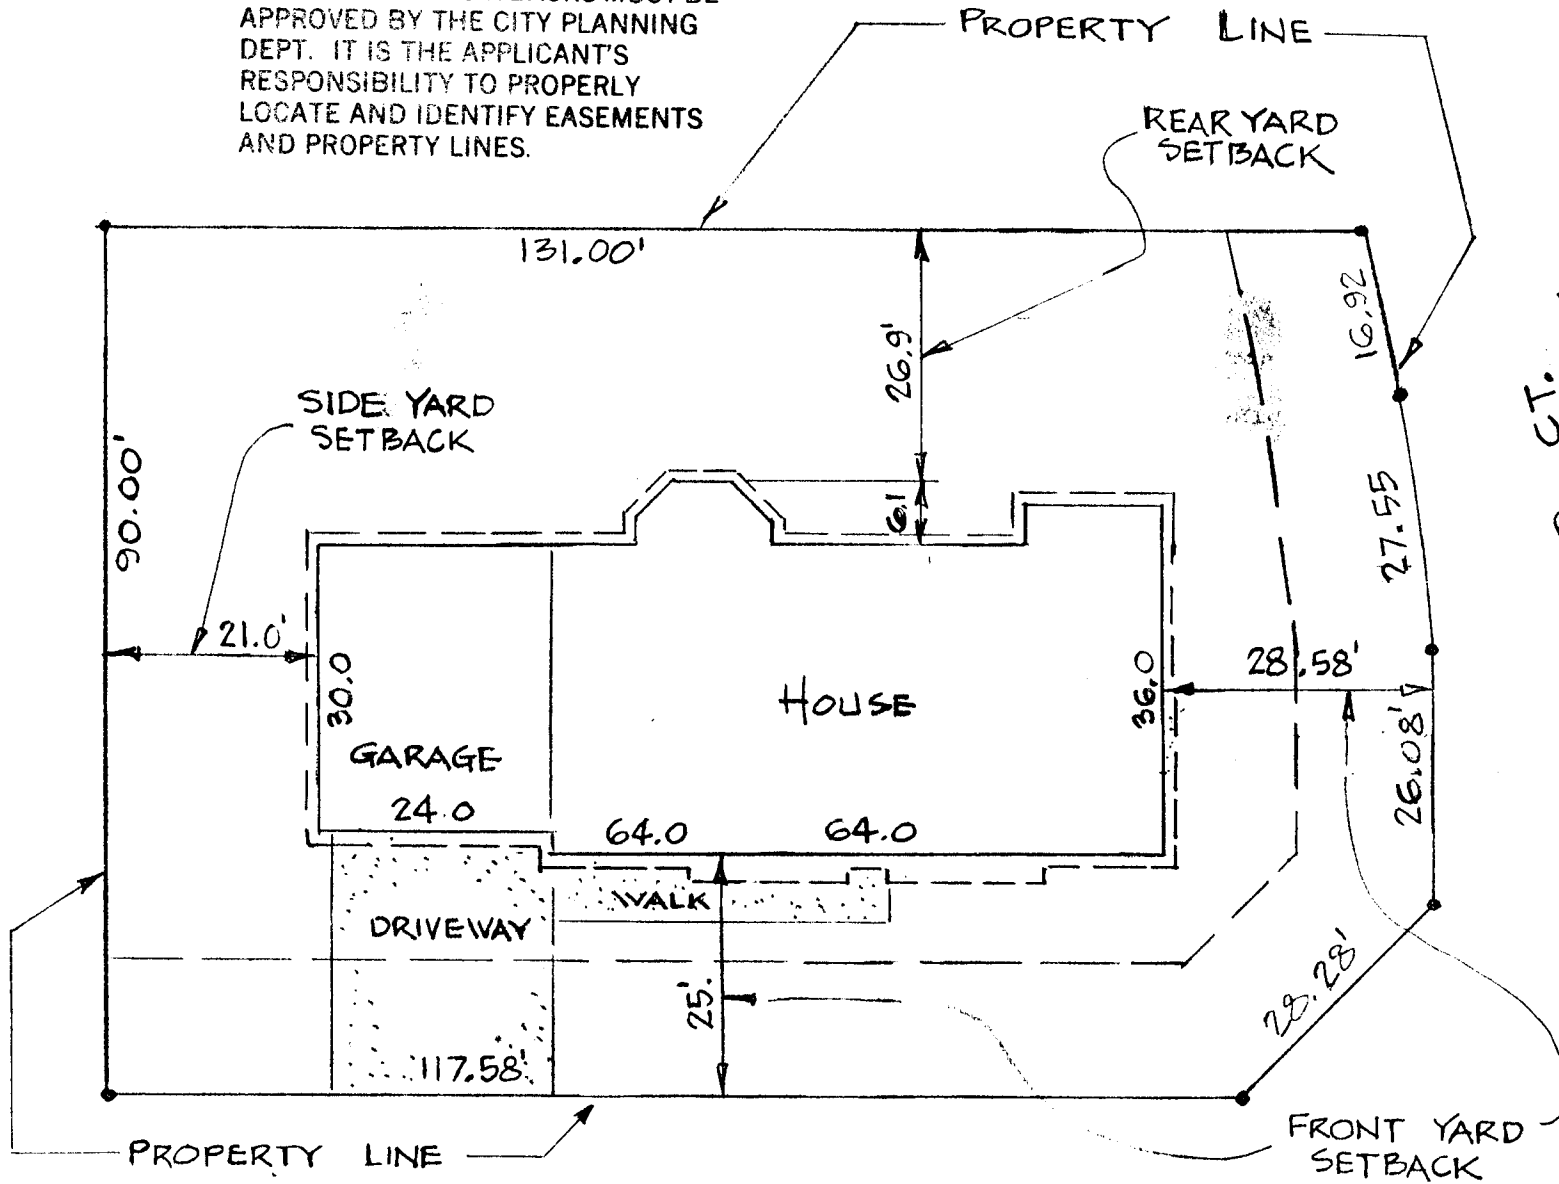 APPROVED BY THE CITY PLANNING
DEPT. IT IS THE APPLICANT'S
RESPONSIBILITY TO PROPERLY
LOCATE AND IDENTIFY EASEMENTS
AND PROPERTY LINES.
PROPERTY LINE
REAR YARD
SETBACK
131.00'
16.92
26.9'
SIDE YARD
SETBACK
CT.
90.00'
6.1
27.55
21.0'
30.0
HOUSE
36.0
28.58'
GARAGE
24.0
64.0
64.0
26.08'
WALK
DRIVEWAY
25'.
28.28'
117.58'
PROPERTY LINE
FRONT YARD
SETBACK